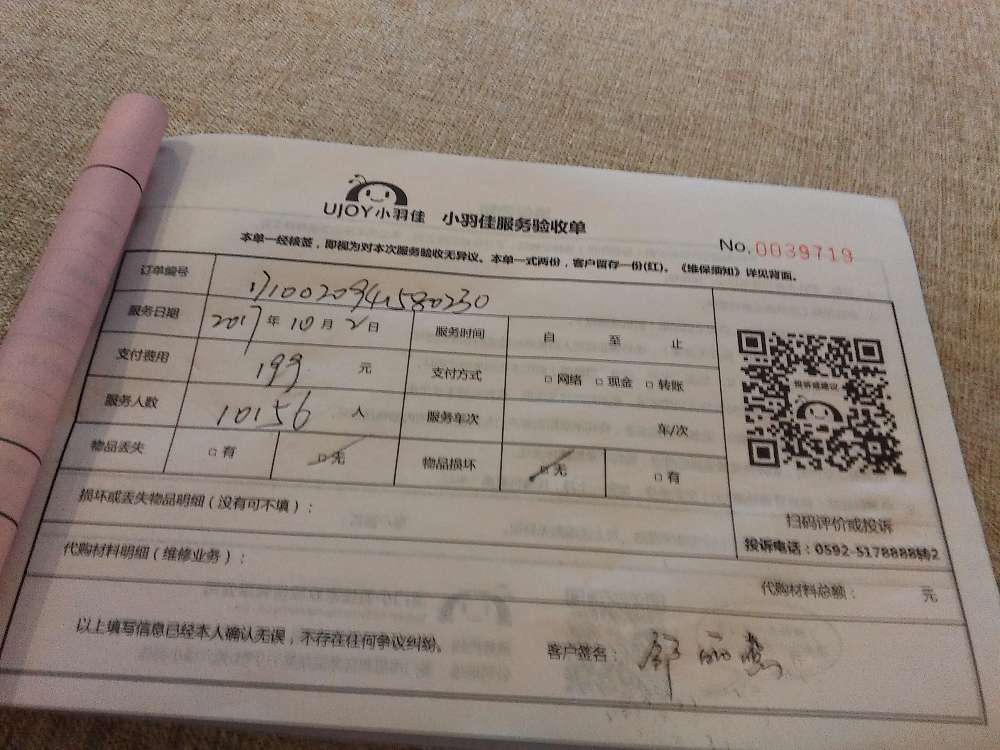 UJOY小羽佳 小羽佳服务验收单
No.0039719
本单一经核签，即视为对本次服务验收无异议。本单一式两份，客户留存一份(红)。《维保须知》详见背面。
订单编号
服务日期 2017年10月2日 服务时间 自 至 止
支付费用 199 元 支付方式 □网络 □现金 □转账
服务人数 10156 人 服务车次 车/次
物品丢失 □有 □无 物品损坏 □无 □有
投诉或建议
扫码评价或投诉
投诉电话：0592-5178888转2
损坏或丢失物品明细（没有可不填）：
代购材料明细（维修业务）：
代购材料总额： 元
以上填写信息已经本人确认无误，不存在任何争议纠纷。
客户签名：